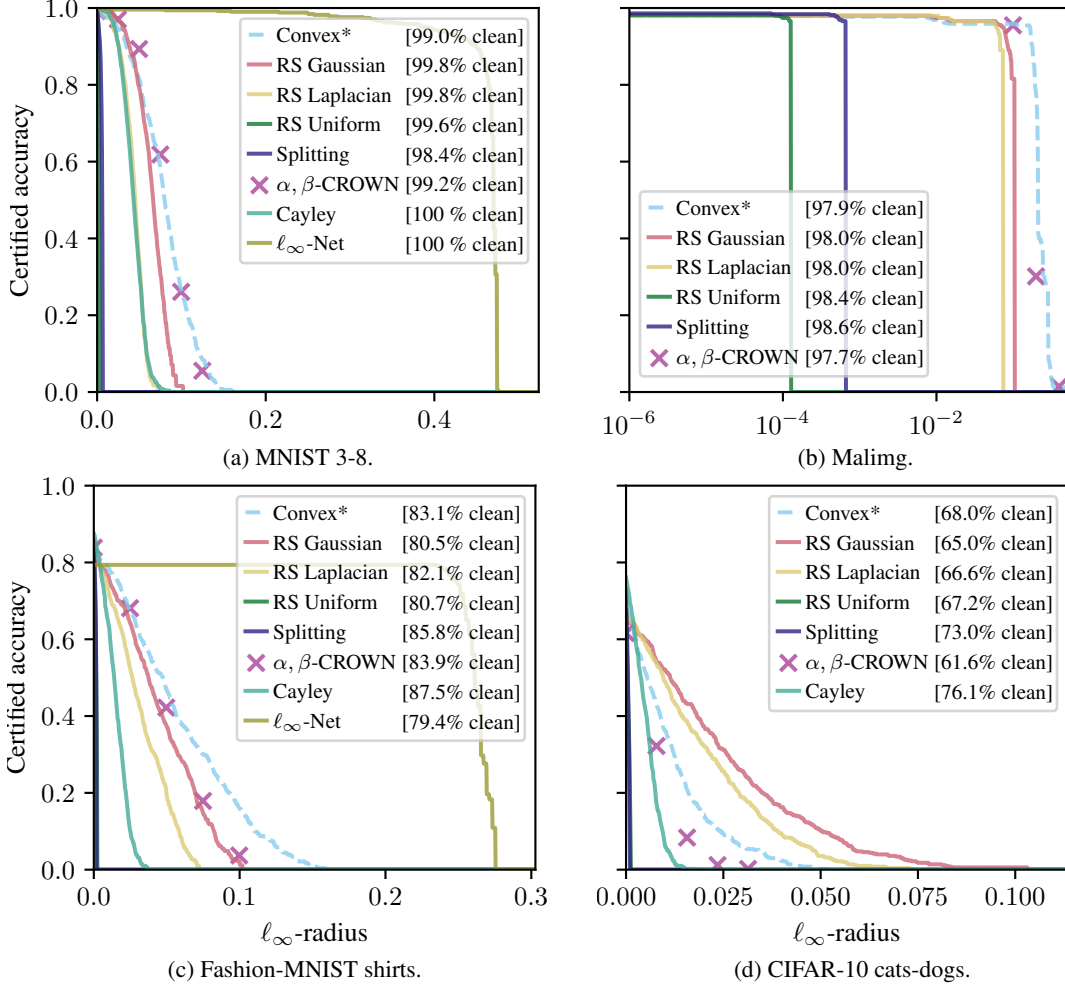 1.0
0.8
0.6
0.4
0.2
0.0
Certified accuracy
Convex* [99.0% clean]
RS Gaussian [99.8% clean]
RS Laplacian [99.8% clean]
RS Uniform [99.6% clean]
Splitting [98.4% clean]
α, β-CROWN [99.2% clean]
Cayley [100 % clean]
ℓ∞-Net [100 % clean]
0.0 0.2 0.4
(a) MNIST 3-8.
Convex* [97.9% clean]
RS Gaussian [98.0% clean]
RS Laplacian [98.0% clean]
RS Uniform [98.4% clean]
Splitting [98.6% clean]
α, β-CROWN [97.7% clean]
10⁻⁶ 10⁻⁴ 10⁻²
(b) Malimg.
1.0
0.8
0.6
0.4
0.2
0.0
Certified accuracy
Convex* [83.1% clean]
RS Gaussian [80.5% clean]
RS Laplacian [82.1% clean]
RS Uniform [80.7% clean]
Splitting [85.8% clean]
α, β-CROWN [83.9% clean]
Cayley [87.5% clean]
ℓ∞-Net [79.4% clean]
0.0 0.1 0.2 0.3
ℓ∞-radius
(c) Fashion-MNIST shirts.
Convex* [68.0% clean]
RS Gaussian [65.0% clean]
RS Laplacian [66.6% clean]
RS Uniform [67.2% clean]
Splitting [73.0% clean]
α, β-CROWN [61.6% clean]
Cayley [76.1% clean]
0.000 0.025 0.050 0.075 0.100
ℓ∞-radius
(d) CIFAR-10 cats-dogs.